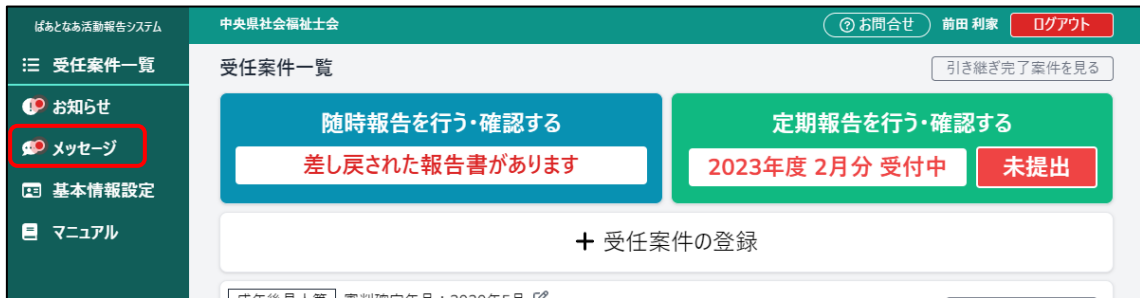 ぱあとなあ活動報告システム
中央県社会福祉士会
お問合せ
前田 利家
ログアウト
受任案件一覧
お知らせ
メッセージ
基本情報設定
マニュアル
受任案件一覧
引き継ぎ完了案件を見る
随時報告を行う・確認する
差し戻された報告書があります
定期報告を行う・確認する
2023年度 2月分 受付中
未提出
+ 受任案件の登録